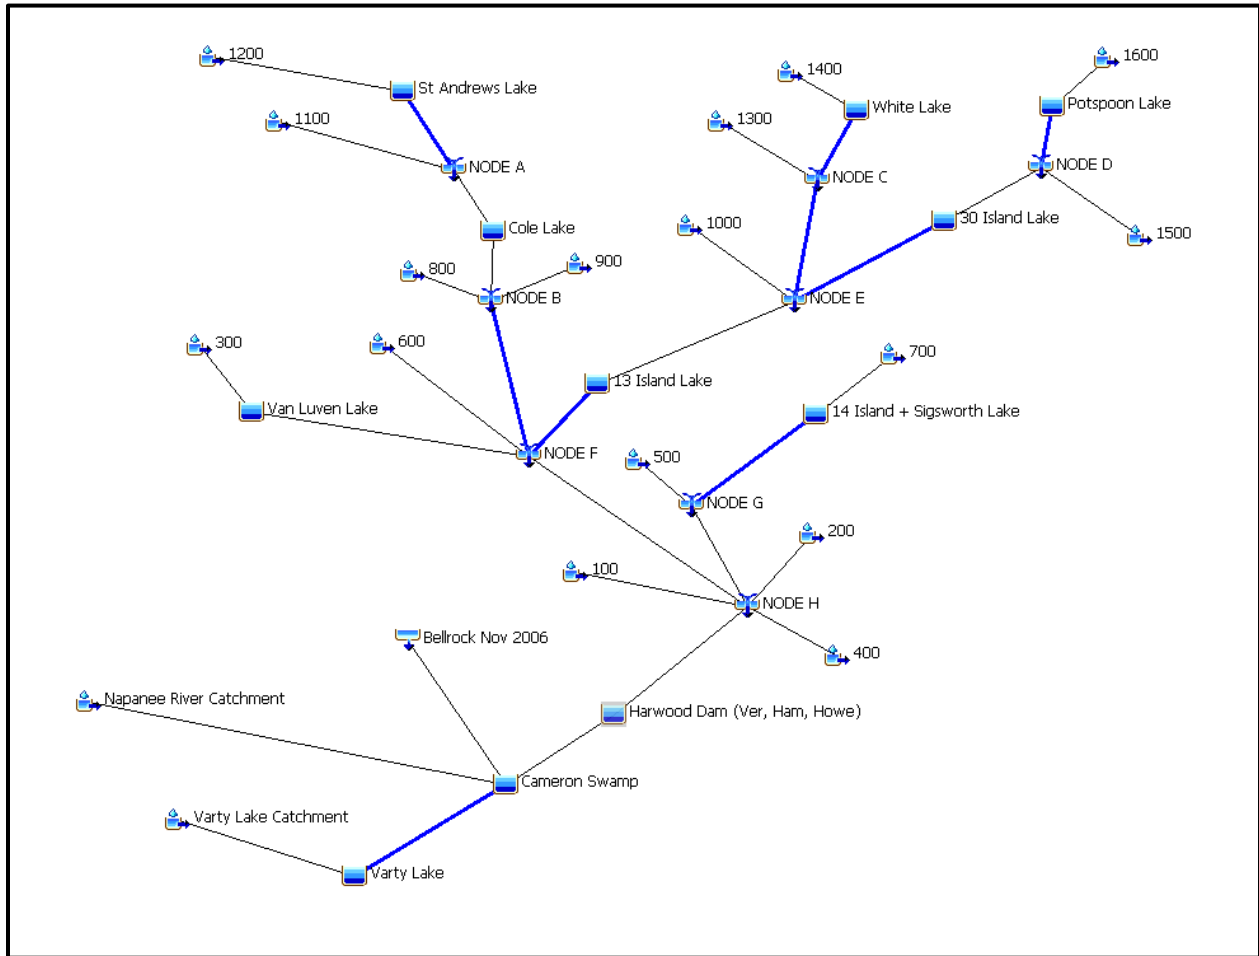 1200
1400
1600
St Andrews Lake
White Lake
Potspoon Lake
1100
1300
NODE A
NODE C
NODE D
Cole Lake
1000
30 Island Lake
1500
800
900
NODE B
NODE E
300
600
700
13 Island Lake
Van Luven Lake
14 Island + Sigsworth Lake
NODE F
500
NODE G
200
100
NODE H
Bellrock Nov 2006
400
Napanee River Catchment
Harwood Dam (Ver, Ham, Howe)
Cameron Swamp
Varty Lake Catchment
Varty Lake